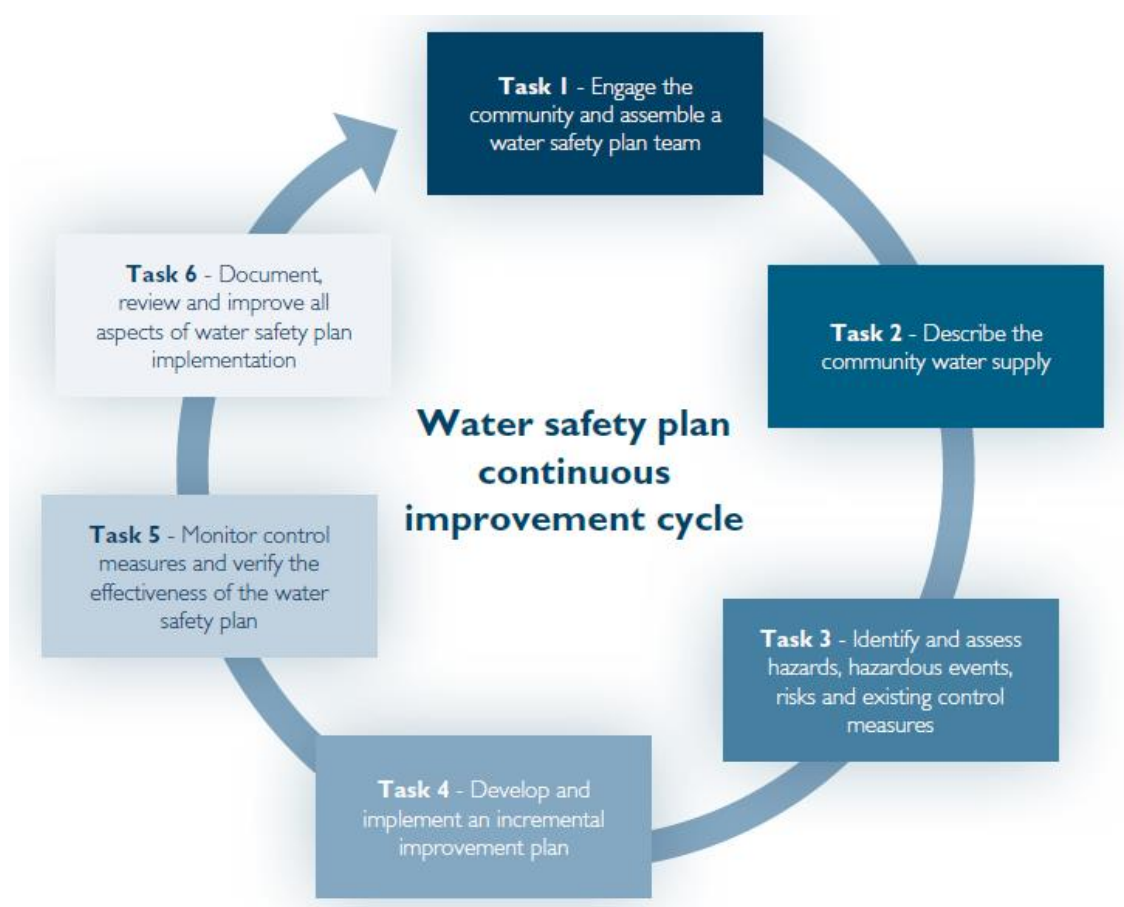 Task 1 - Engage the
community and assemble a
water safety plan team
Task 2 - Describe the
community water supply
Task 3 - Identify and assess
hazards, hazardous events,
risks and existing control
measures
Task 4 - Develop and
implement an incremental
improvement plan
Task 5 - Monitor control
measures and verify the
effectiveness of the water
safety plan
Task 6 - Document,
review and improve all
aspects of water safety plan
implementation
Water safety plan
continuous
improvement cycle